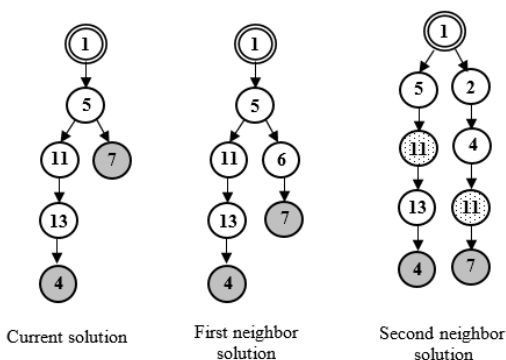 1 1 1
5 5 5 2
11 7 11 6 11 4
13 13 7 13 11
4 4 4 7
Current solution
First neighbor
solution
Second neighbor
solution